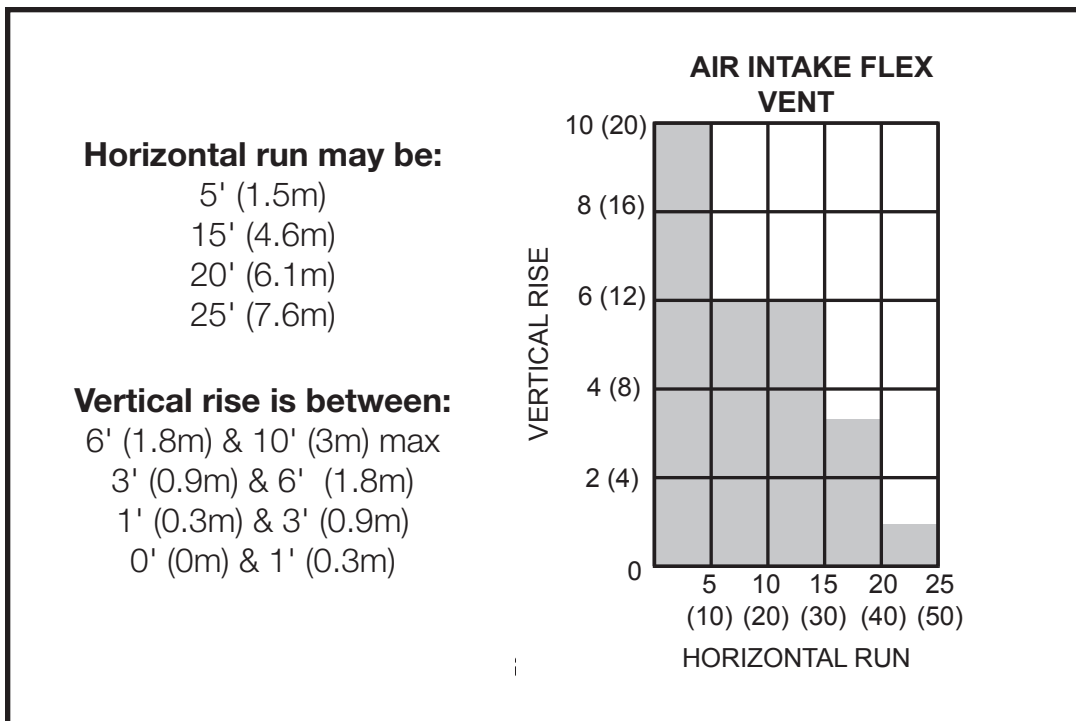 Horizontal run may be:
5' (1.5m)
15' (4.6m)
20' (6.1m)
25' (7.6m)
Vertical rise is between:
6' (1.8m) & 10' (3m) max
3' (0.9m) & 6' (1.8m)
1' (0.3m) & 3' (0.9m)
0' (0m) & 1' (0.3m)
AIR INTAKE FLEX
VENT
VERTICAL RISE
10 (20)
8 (16)
6 (12)
4 (8)
2 (4)
0
5 10 15 20 25
(10) (20) (30) (40) (50)
HORIZONTAL RUN